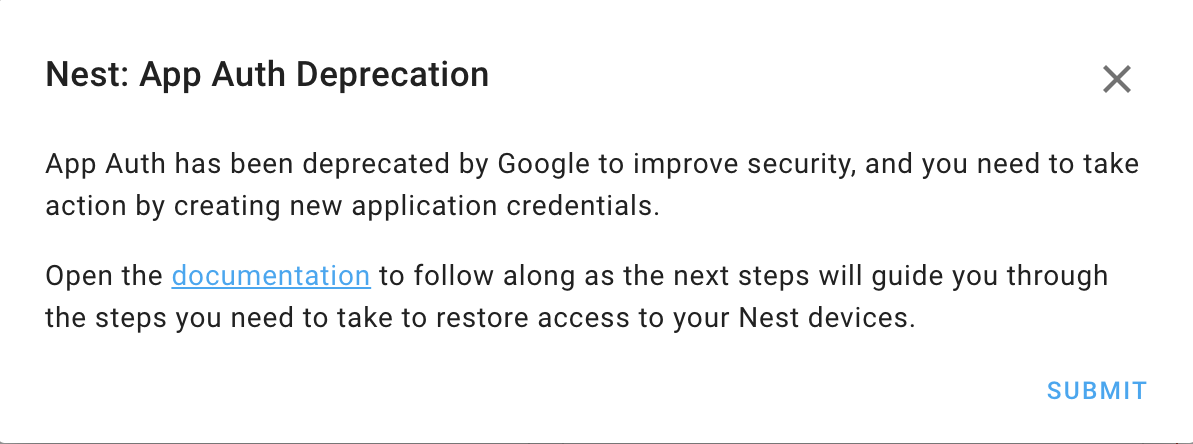 Nest: App Auth Deprecation
App Auth has been deprecated by Google to improve security, and you need to take
action by creating new application credentials.
Open the documentation to follow along as the next steps will guide you through
the steps you need to take to restore access to your Nest devices.
SUBMIT